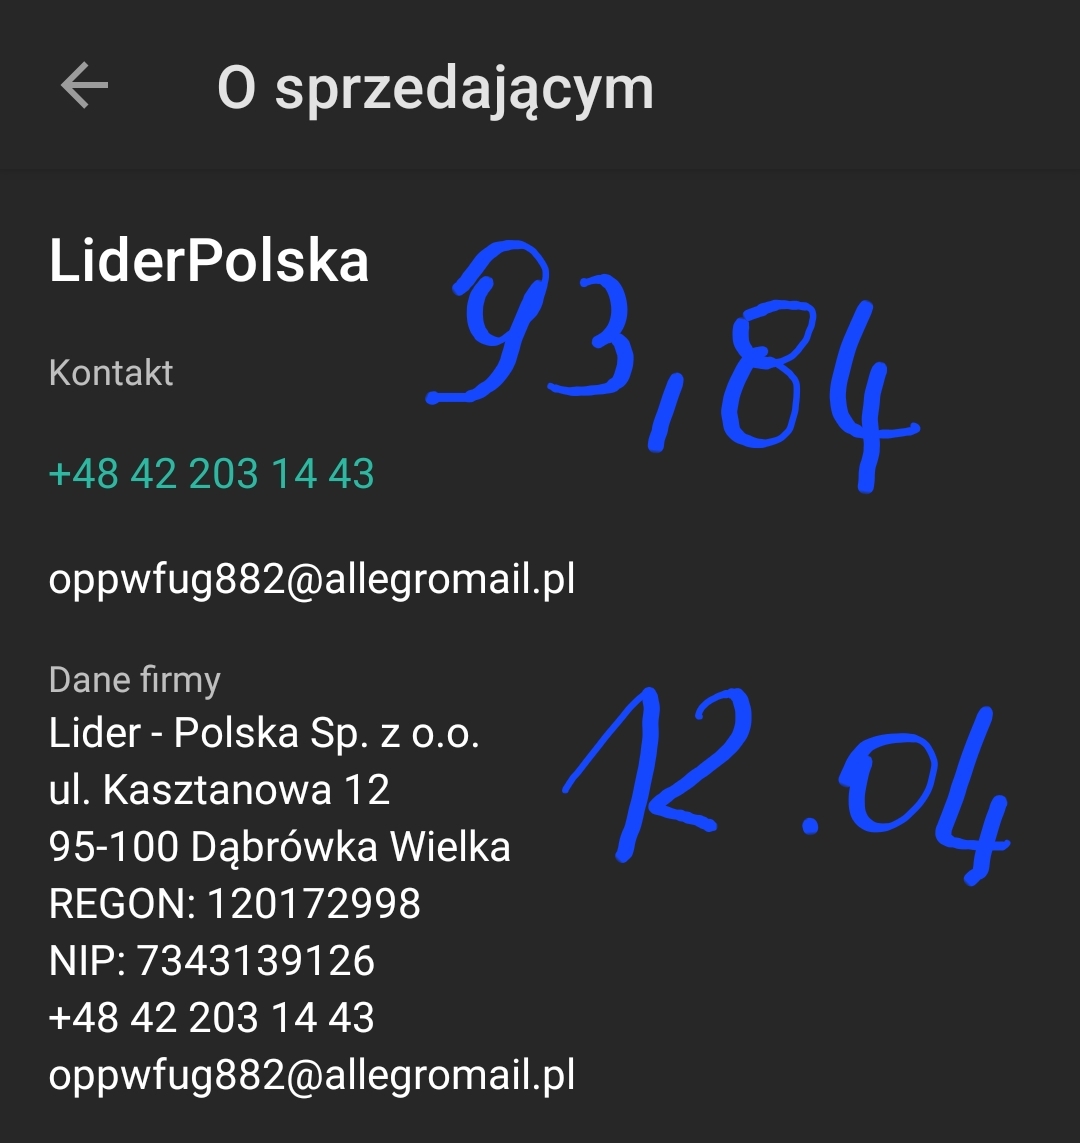 O sprzedającym
LiderPolska
93,84
Kontakt
+48 42 203 14 43
oppwfug882@allegromail.pl
Dane firmy
Lider - Polska Sp. z o.o.
12.04
ul. Kasztanowa 12
95-100 Dąbrówka Wielka
REGON: 120172998
NIP: 7343139126
+48 42 203 14 43
oppwfug882@allegromail.pl